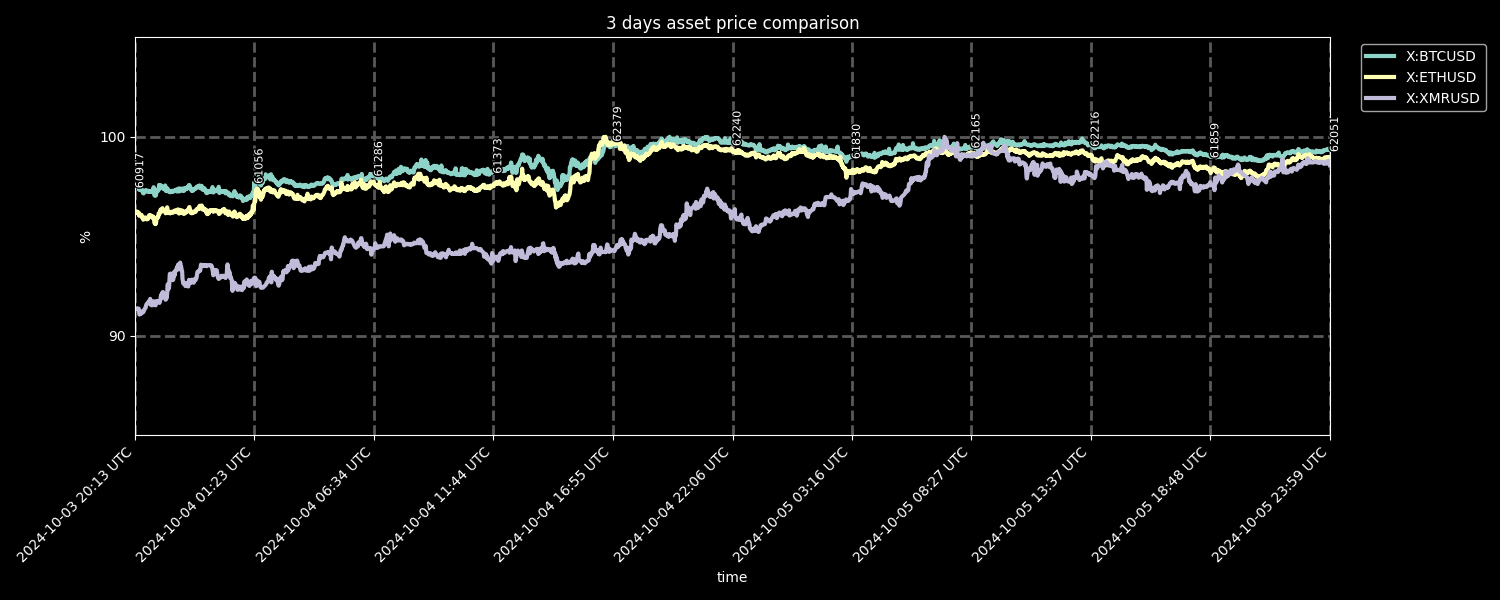 3 days asset price comparison
X:BTCUSD
X:ETHUSD
X:XMRUSD
100
90
%
60917
61056
61286
61373
62379
62240
61830
62165
62216
61859
62051
2024-10-03 20:13 UTC
2024-10-04 01:23 UTC
2024-10-04 06:34 UTC
2024-10-04 11:44 UTC
2024-10-04 16:55 UTC
2024-10-04 22:06 UTC
2024-10-05 03:16 UTC
2024-10-05 08:27 UTC
2024-10-05 13:37 UTC
2024-10-05 18:48 UTC
2024-10-05 23:59 UTC
time